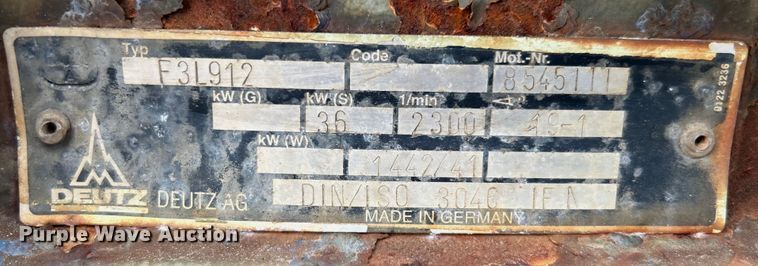 Typ Code Mot.-Nr.
F3L912 8545111
kW (G) kW (S) 1/min A
36 2300 49-1
kW (W)
1442/41
DIN/ISO 3046 IFN
DEUTZ DEUTZ AG
MADE IN GERMANY
0122 3236
Purple Wave Auction